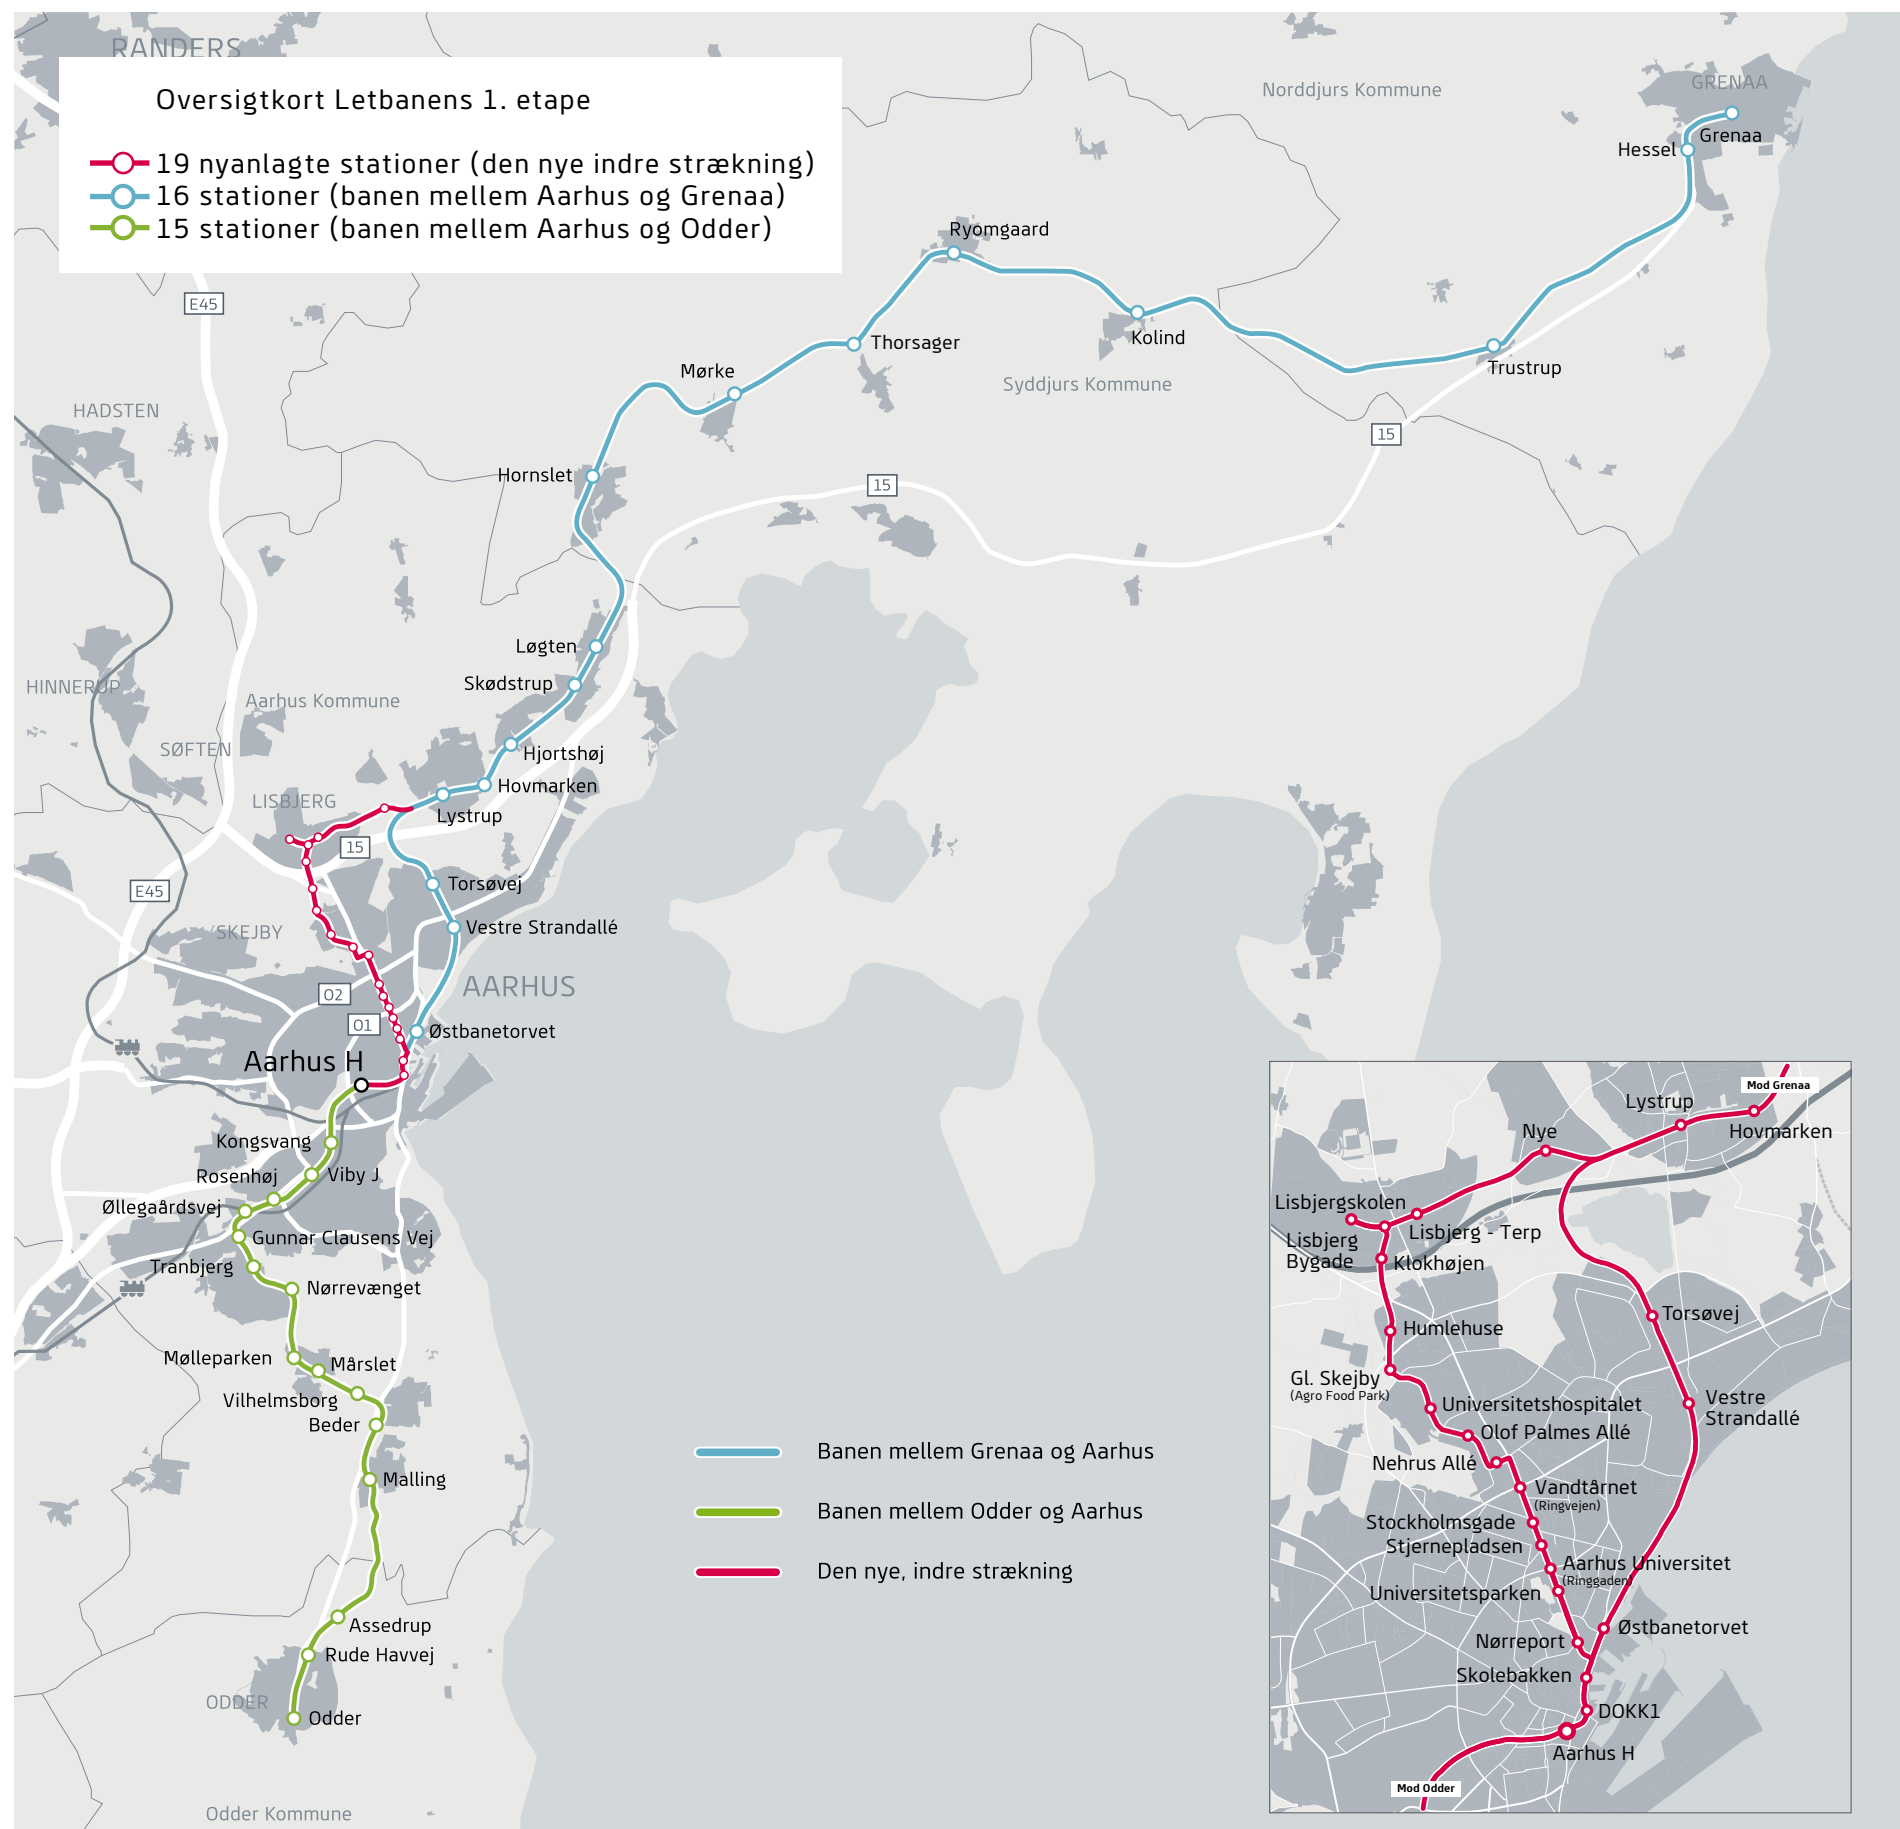 RANDERS
Oversigtkort Letbanens 1. etape
19 nyanlagte stationer (den nye indre strækning)
16 stationer (banen mellem Aarhus og Grenaa)
15 stationer (banen mellem Aarhus og Odder)
Norddjurs Kommune
GRENAA
Grenaa
Hessel
Ryomgaard
E45
Kolind
Thorsager
Mørke
Syddjurs Kommune
Trustrup
HADSTEN
15
Hornslet
15
Løgten
Skødstrup
HINNERUP
Aarhus Kommune
SØFTEN
Hjortshøj
Hovmarken
LISBJERG
Lystrup
15
E45
Torsøvej
SKEJBY
Vestre Strandallé
AARHUS
O2
O1
Østbanetorvet
Aarhus H
Kongsvang
Rosenhøj
Viby J
Øllegaårdsvej
Gunnar Clausens Vej
Tranbjerg
Nørrevænget
Mølleparken
Mårslet
Vilhelmsborg
Beder
Malling
Assedrup
Rude Havvej
ODDER
Odder
Odder Kommune
Banen mellem Grenaa og Aarhus
Banen mellem Odder og Aarhus
Den nye, indre strækning
Mod Grenaa
Lystrup
Hovmarken
Nye
Lisbjergskolen
Lisbjerg - Terp
Lisbjerg
Bygade
Klokhøjen
Torsøvej
Humlehuse
Gl. Skejby
(Agro Food Park)
Universitetshospitalet
Vestre
Strandallé
Olof Palmes Allé
Nehrus Allé
Vandtårnet
(Ringvejen)
Stockholmsgade
Stjernepladsen
Aarhus Universitet
(Ringgaden)
Universitetsparken
Østbanetorvet
Nørreport
Skolebakken
DOKK1
Aarhus H
Mod Odder